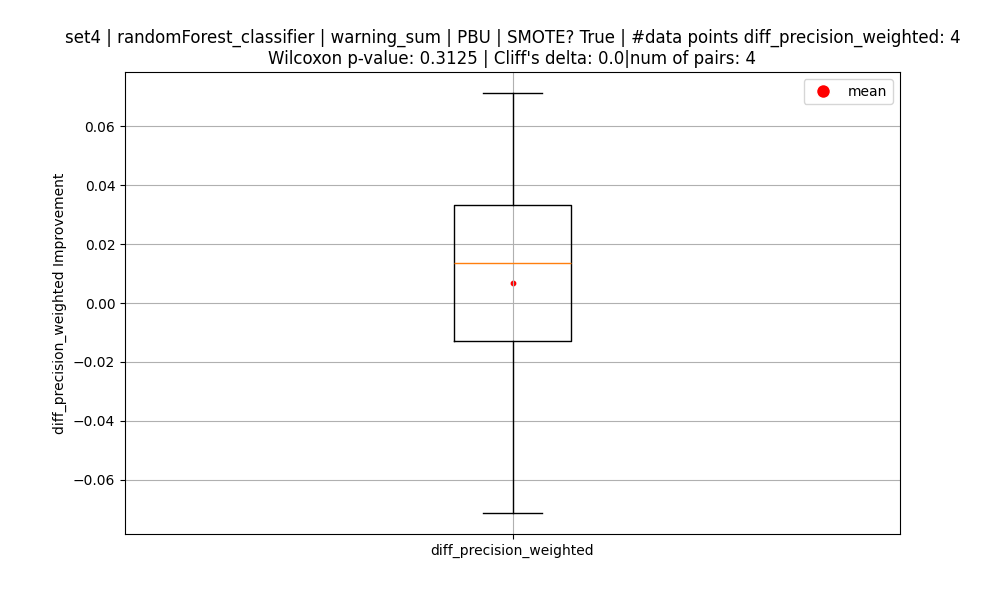 set4 | randomForest_classifier | warning_sum | PBU | SMOTE? True | #data points diff_precision_weighted: 4
Wilcoxon p-value: 0.3125 | Cliff's delta: 0.0|num of pairs: 4
mean
0.06
0.04
0.02
0.00
−0.02
−0.04
−0.06
diff_precision_weighted Improvement
diff_precision_weighted